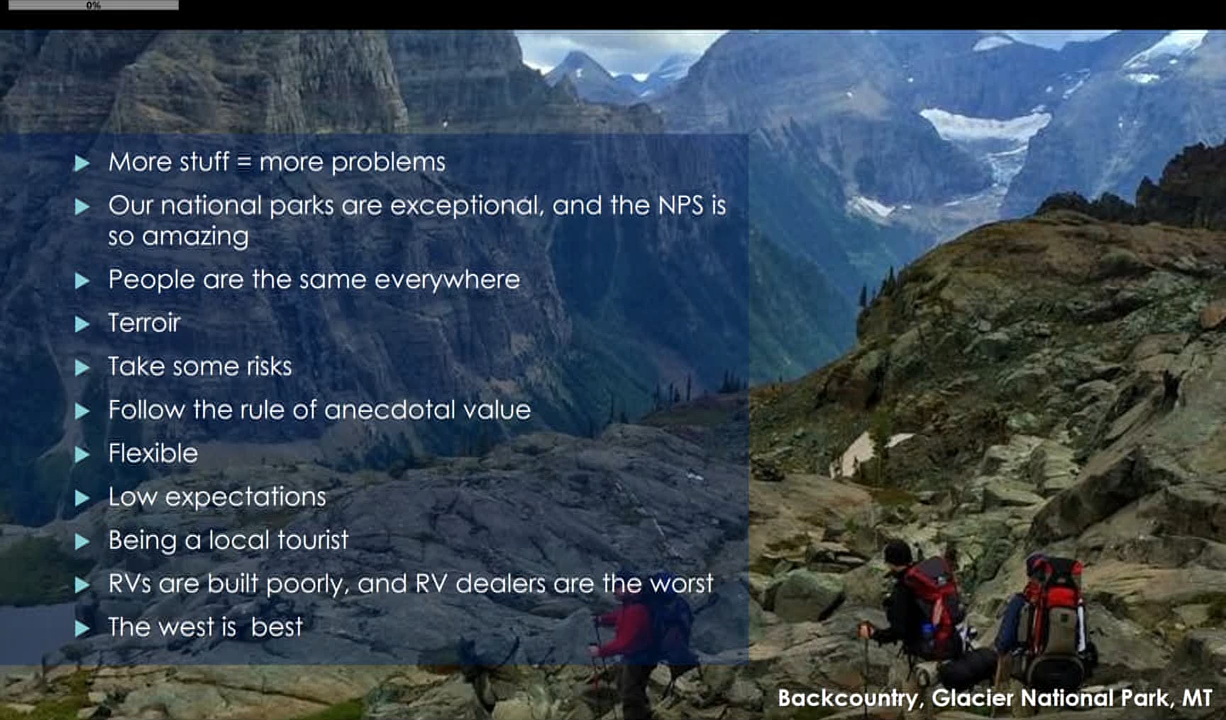 0%
More stuff = more problems
Our national parks are exceptional, and the NPS is
so amazing
People are the same everywhere
Terroir
Take some risks
Follow the rule of anecdotal value
Flexible
Low expectations
Being a local tourist
RVs are built poorly, and RV dealers are the worst
The west is  best
Backcountry, Glacier National Park, MT